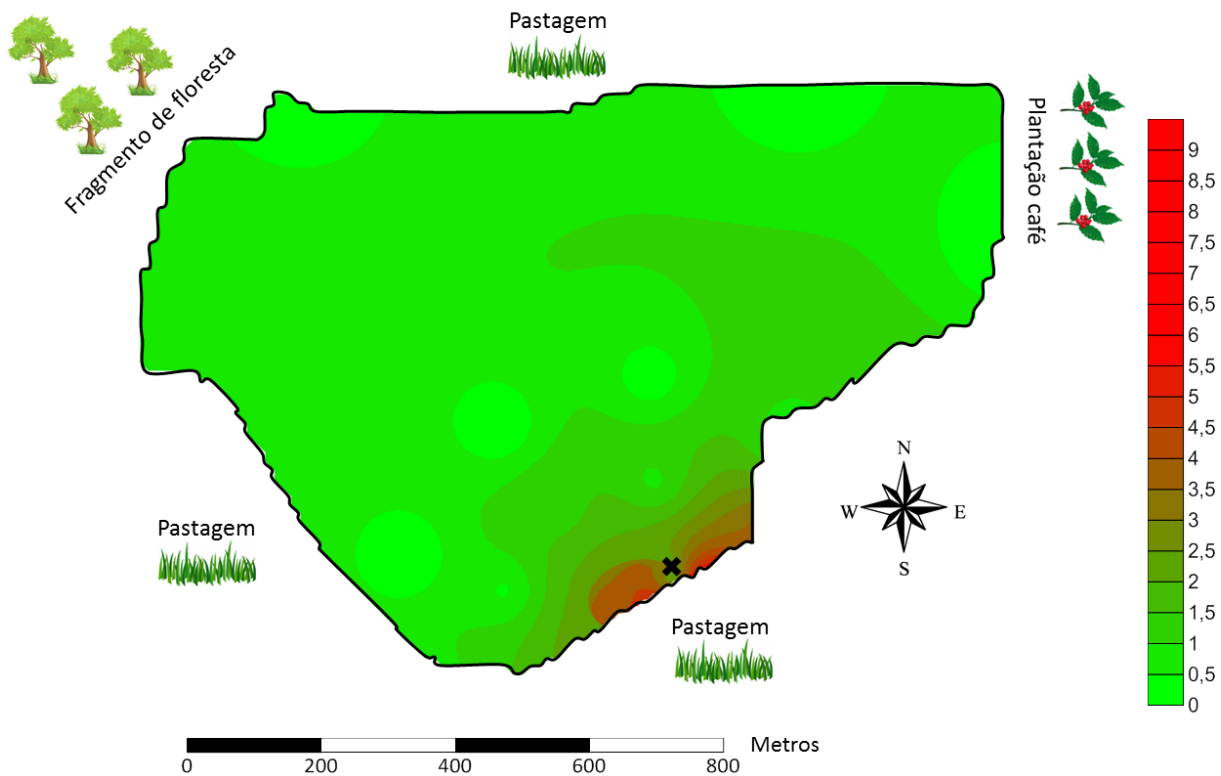 Pastagem
Fragmento de floresta
Plantação café
9
8,5
8
7,5
7
6,5
6
5,5
5
4,5
4
3,5
3
2,5
2
1,5
1
0,5
0
N
W E
S
Pastagem
Pastagem
Metros
0 200 400 600 800